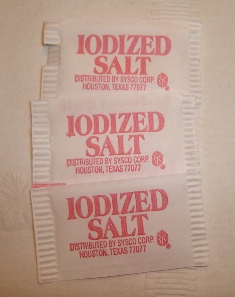 IODIZED
SALT
DISTRIBUTED BY SYSCO CORP.
HOUSTON, TEXAS 77077
IODIZED
SALT
DISTRIBUTED BY SYSCO CORP.
HOUSTON, TEXAS 77077
IODIZED
SALT
DISTRIBUTED BY SYSCO CORP.
HOUSTON, TEXAS 77077